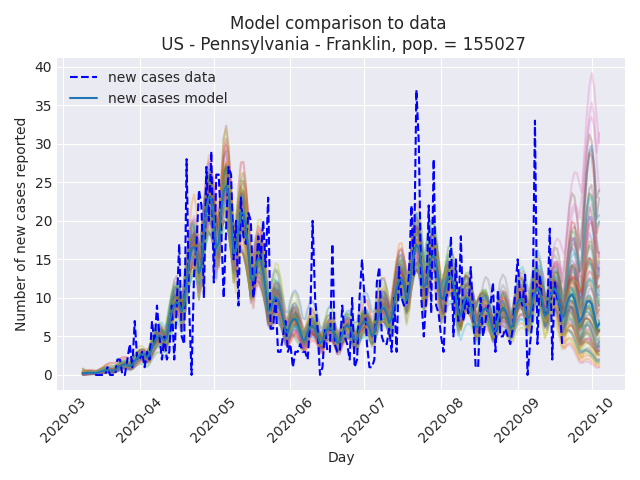 Model comparison to data
US - Pennsylvania - Franklin, pop. = 155027
new cases data
new cases model
Number of new cases reported
40
35
30
25
20
15
10
5
0
2020-03
2020-04
2020-05
2020-06
2020-07
2020-08
2020-09
2020-10
Day